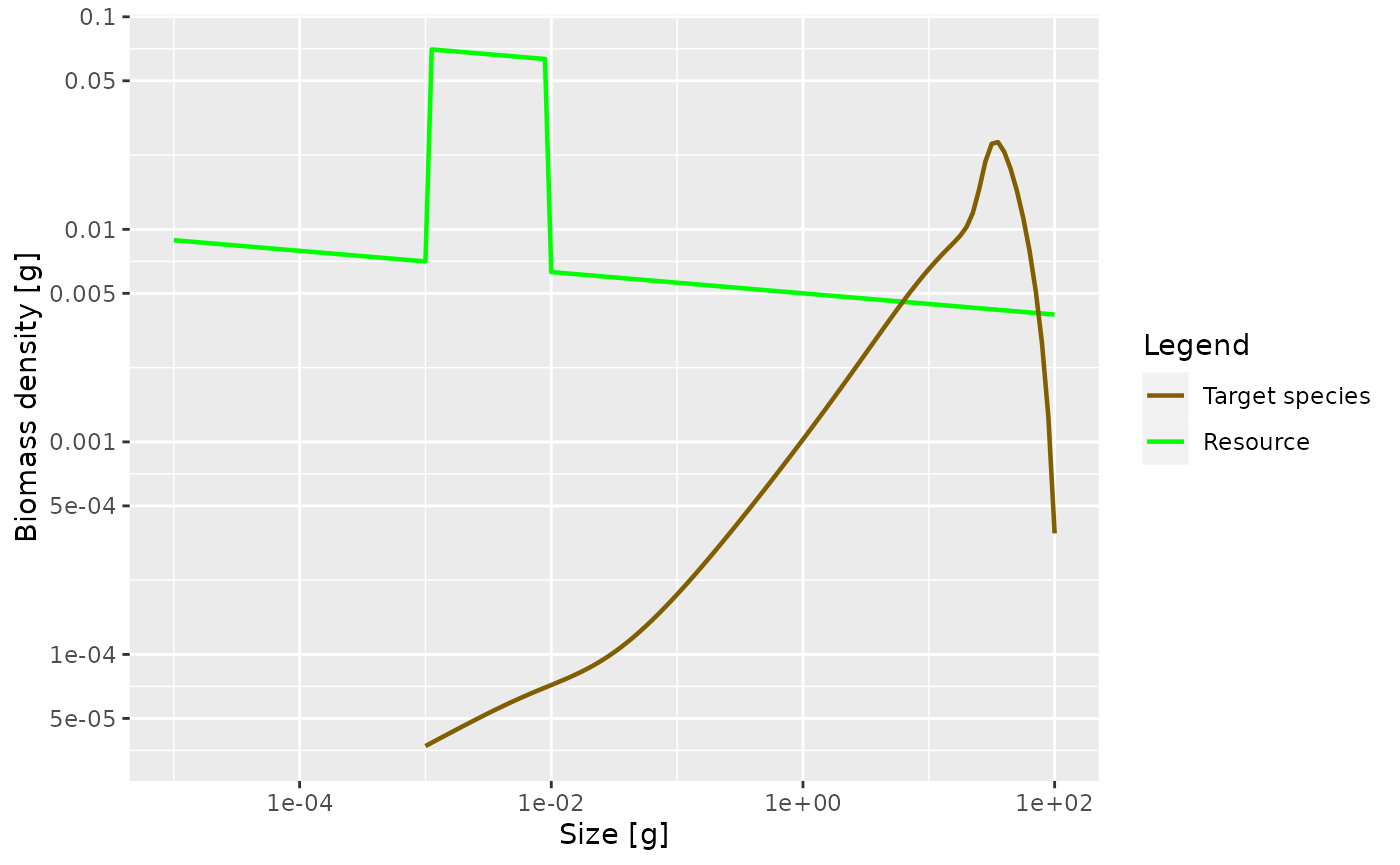 0.1
0.05
0.01
0.005
0.001
5e-04
1e-04
5e-05
Biomass density [g]
1e-04
1e-02
1e+00
1e+02
Size [g]
Legend
Target species
Resource